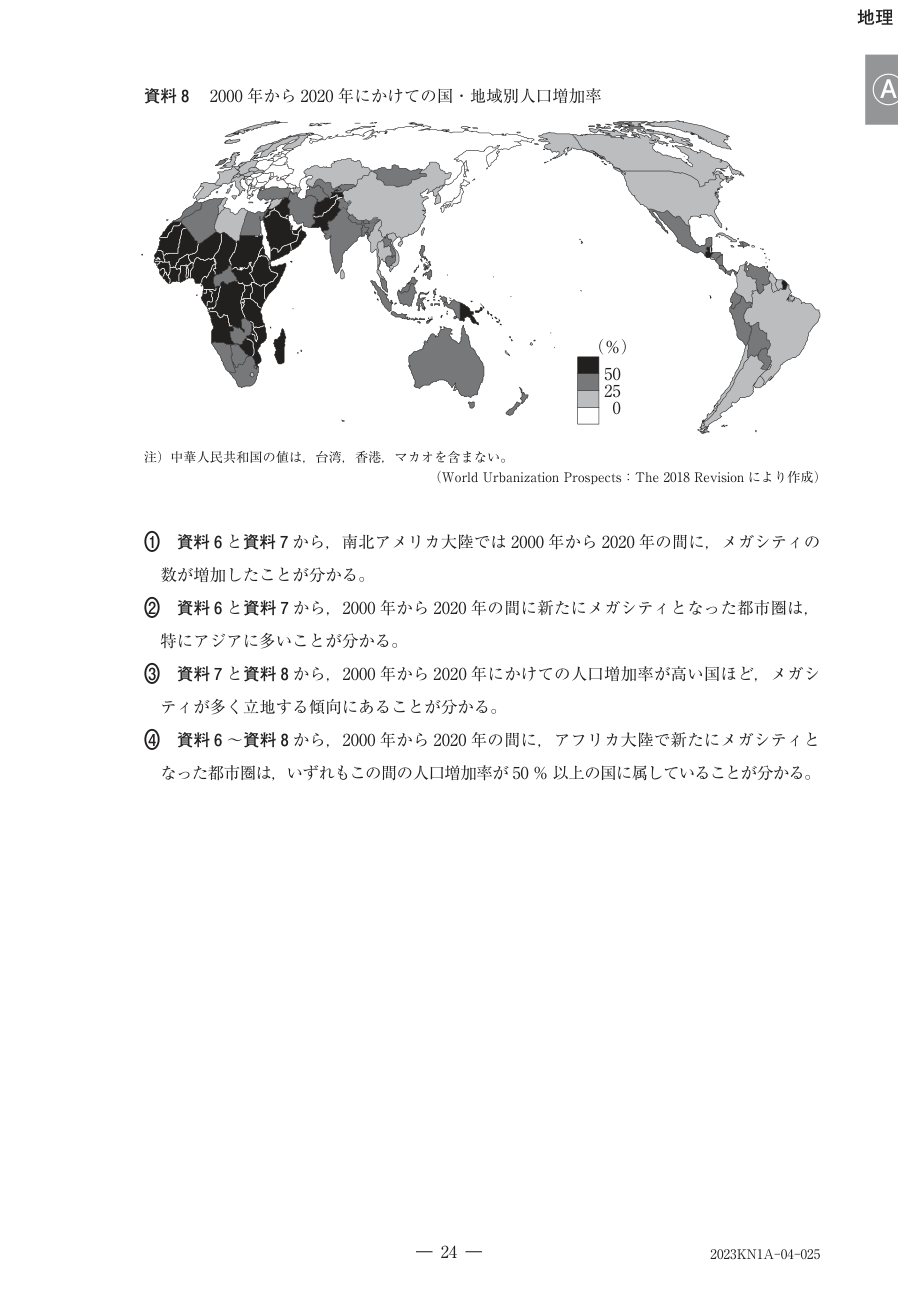 地理
Ⓐ
資料8 2000年から2020年にかけての国・地域別人口増加率
(%)
50
25
0
注）中華人民共和国の値は，台湾，香港，マカオを含まない。
（World Urbanization Prospects：The 2018 Revisionにより作成）
① 資料6と資料7から，南北アメリカ大陸では2000年から2020年の間に，メガシティの
数が増加したことが分かる。
② 資料6と資料7から，2000年から2020年の間に新たにメガシティとなった都市圏は，
特にアジアに多いことが分かる。
③ 資料7と資料8から，2000年から2020年にかけての人口増加率が高い国ほど，メガシ
ティが多く立地する傾向にあることが分かる。
④ 資料6～資料8から，2000年から2020年の間に，アフリカ大陸で新たにメガシティと
なった都市圏は，いずれもこの間の人口増加率が50 %以上の国に属していることが分かる。
— 24 —
2023KN1A-04-025